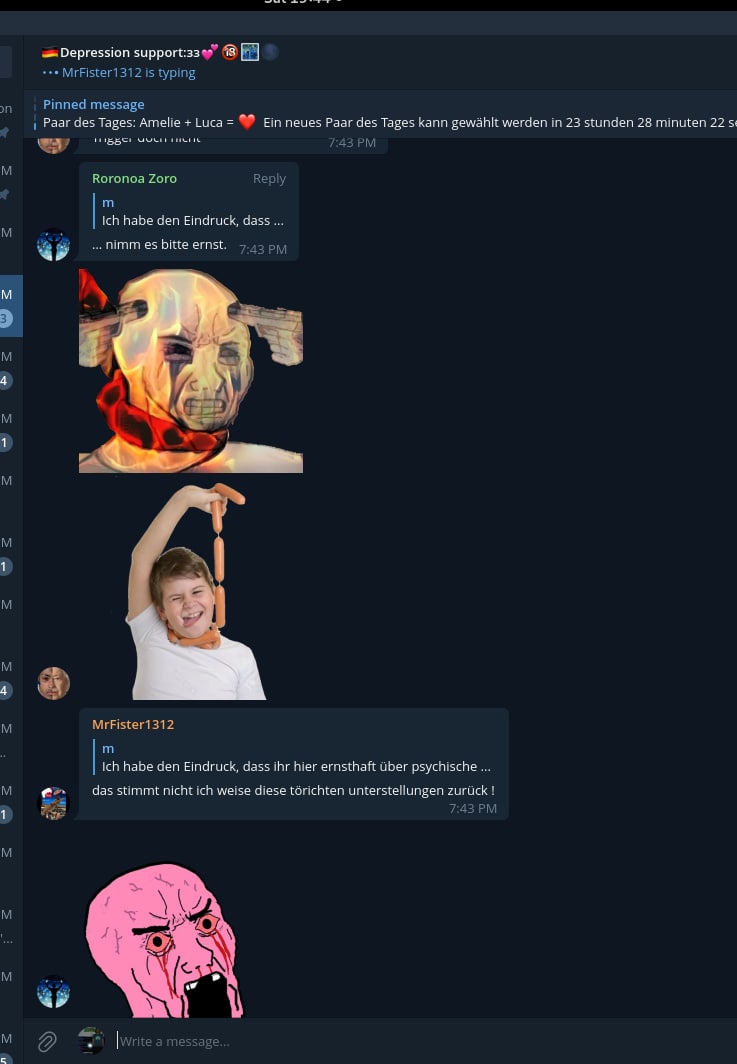 Sat 19:44
Depression support:зз
MrFister1312 is typing
Pinned message
Paar des Tages: Amelie + Luca = ❤️ Ein neues Paar des Tages kann gewählt werden in 23 stunden 28 minuten 22 se
Trigger doch nicht
7:43 PM
Roronoa Zoro Reply
m
Ich habe den Eindruck, dass ...
... nimm es bitte ernst. 7:43 PM
MrFister1312
m
Ich habe den Eindruck, dass ihr hier ernsthaft über psychische ...
das stimmt nicht ich weise diese törichten unterstellungen zurück !
7:43 PM
Write a message...
on
M
M
M
3
M
4
M
1
M
M
1
M
M
4
M
..
M
1
M
M
'...
M
M
5